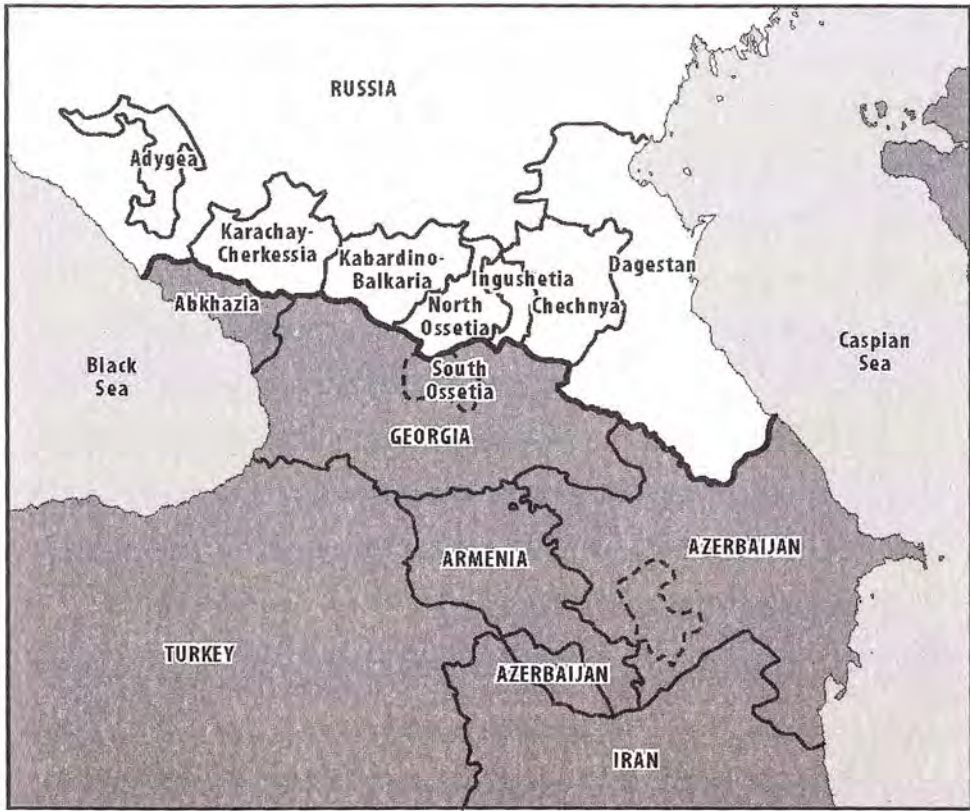 RUSSIA
Adygea
Karachay-
Cherkessia
Kabardino-
Balkaria
Ingushetia
Dagestan
North
Ossetia
Chechnya
Abkhazia
Black
Sea
Caspian
Sea
South
Ossetia
GEORGIA
ARMENIA
AZERBAIJAN
TURKEY
AZERBAIJAN
IRAN